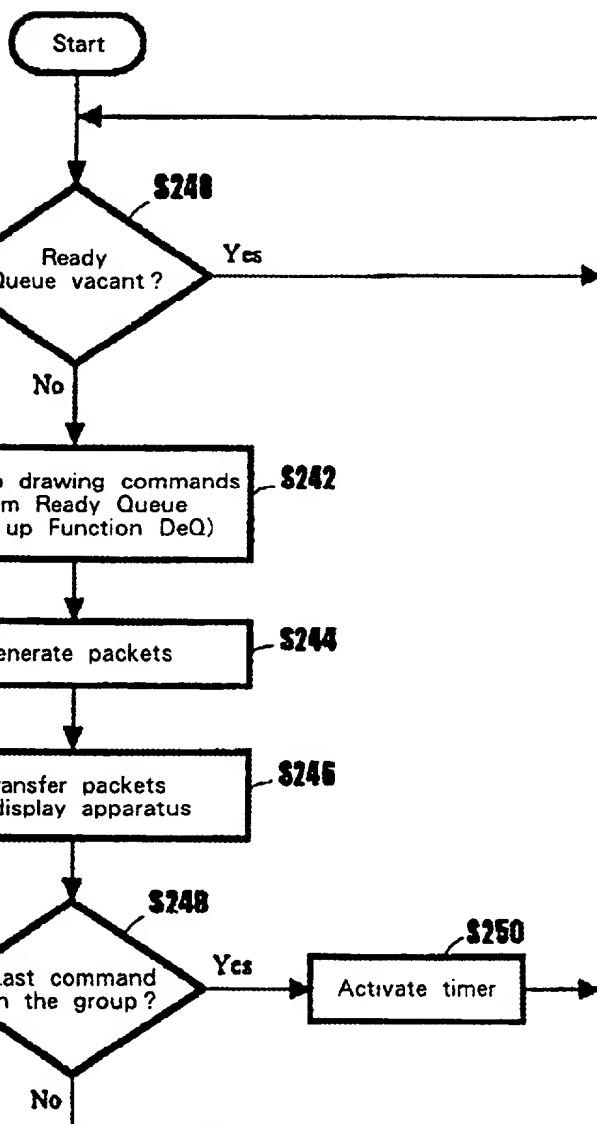 Start
S240
Ready
Queue vacant ?
Yes
No
drawing commands
Ready Queue
up Function DeQ)
S242
enerate packets
S244
ransfer packets
display apparatus
S246
S248
Last command
the group ?
Yes
S250
Activate timer
No